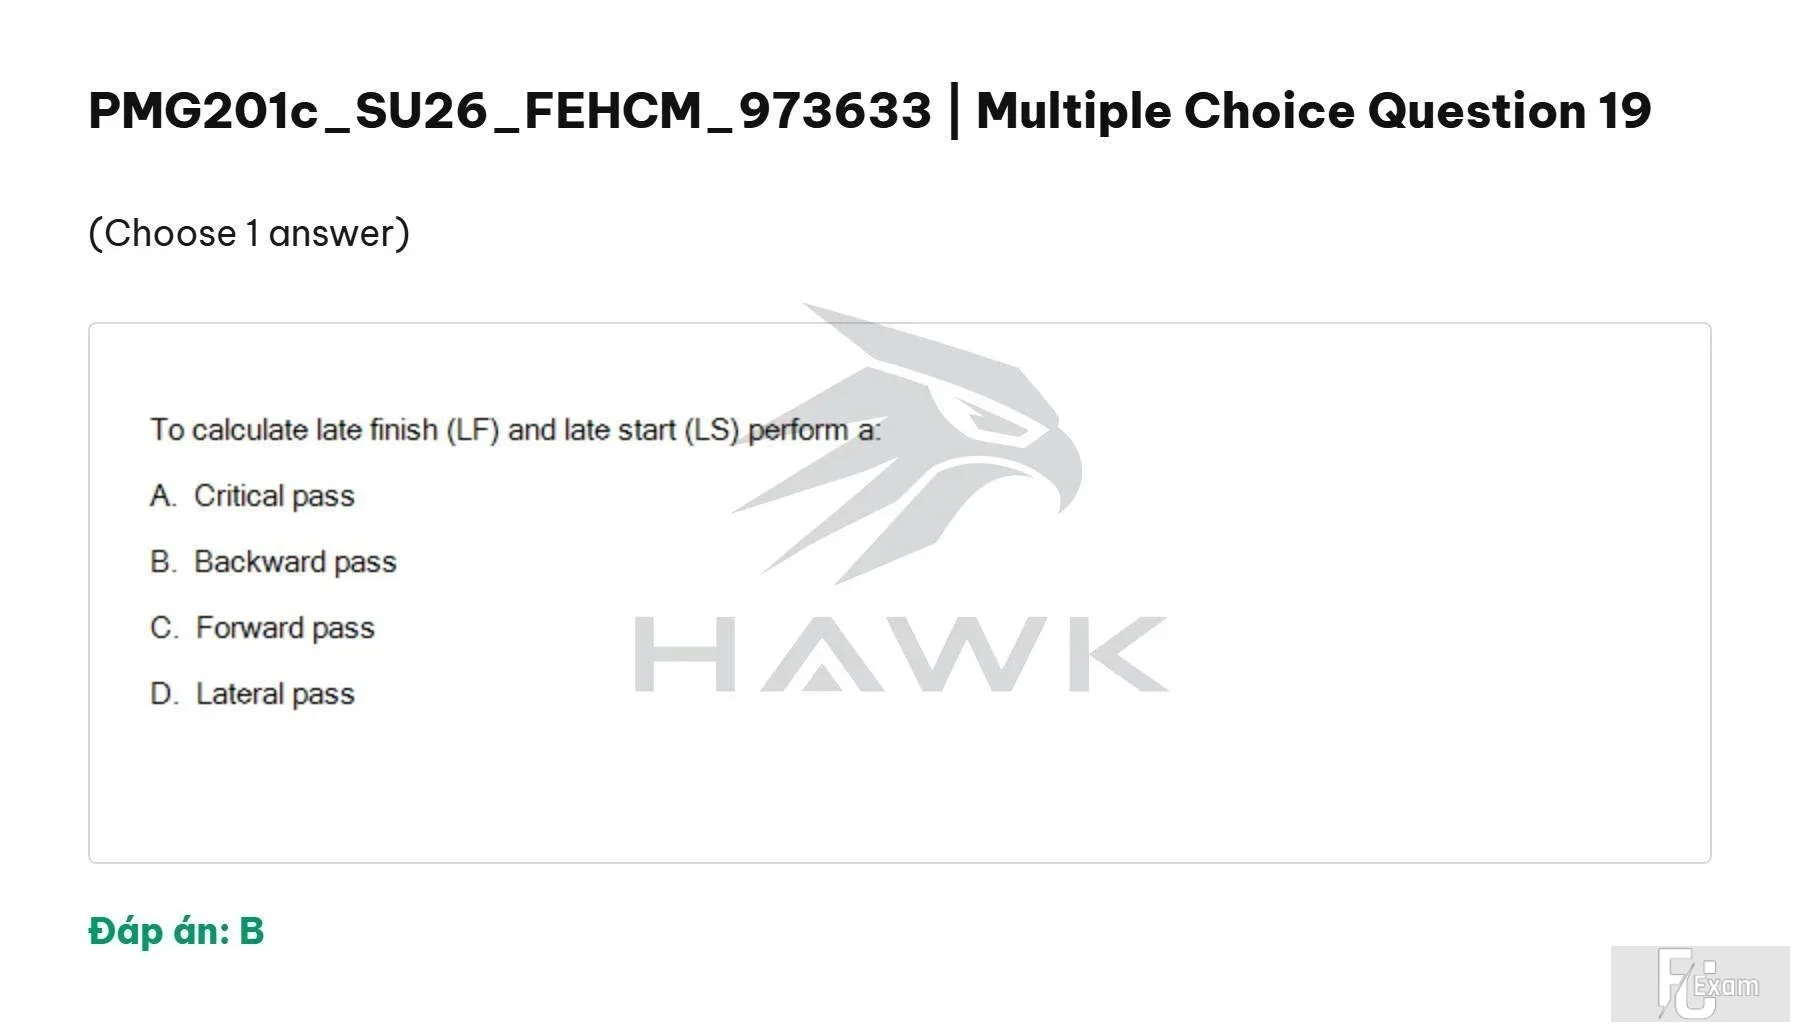 PMG201c_SU26_FEHCM_973633 | Multiple Choice Question 19
(Choose 1 answer)
To calculate late finish (LF) and late start (LS) perform a:
A. Critical pass
B. Backward pass
C. Forward pass
D. Lateral pass
HAWK
Đáp án: B
Exam